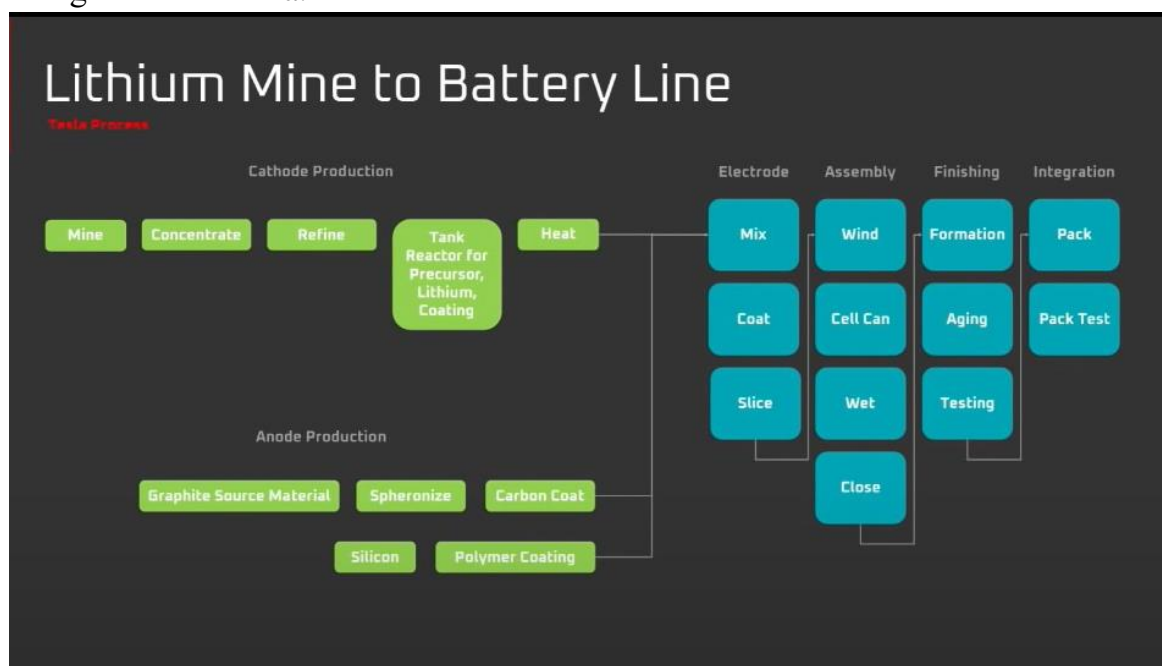 Lithium Mine to Battery Line
Tesla Process
Cathode Production
Mine
Concentrate
Refine
Tank
Reactor for
Precursor,
Lithium,
Coating
Heat
Anode Production
Graphite Source Material
Spheronize
Carbon Coat
Silicon
Polymer Coating
Electrode
Mix
Coat
Slice
Assembly
Wind
Cell Can
Wet
Close
Finishing
Formation
Aging
Testing
Integration
Pack
Pack Test